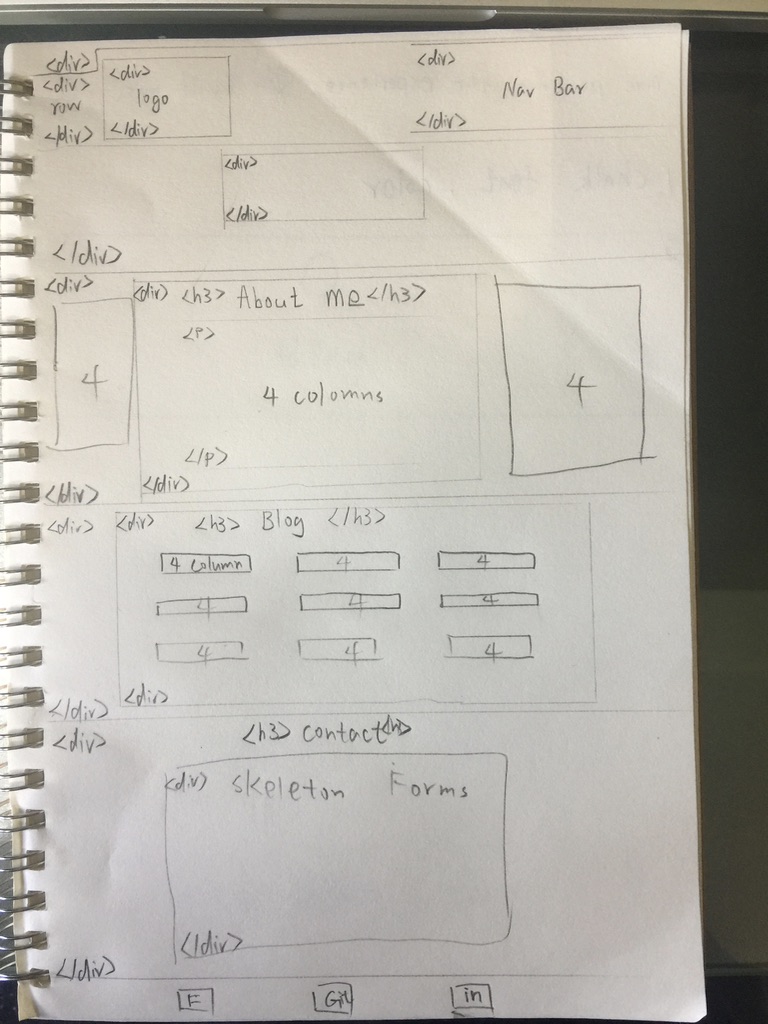 <div>
<div> <div> <div>
row logo Nav Bar
</div> </div> </div>
<div>
</div>
</div>
<div> <div> <h3> About me </h3>
<P>
4 4 colomns 4
</p>
</div> </div>
<div> <div> <h3> Blog </h3>
4 column 4 4
4 4 4
4 4 4
</div> <div>
<div> <h3> contact
<div> skeleton Forms
</div>
</div>
F Git in